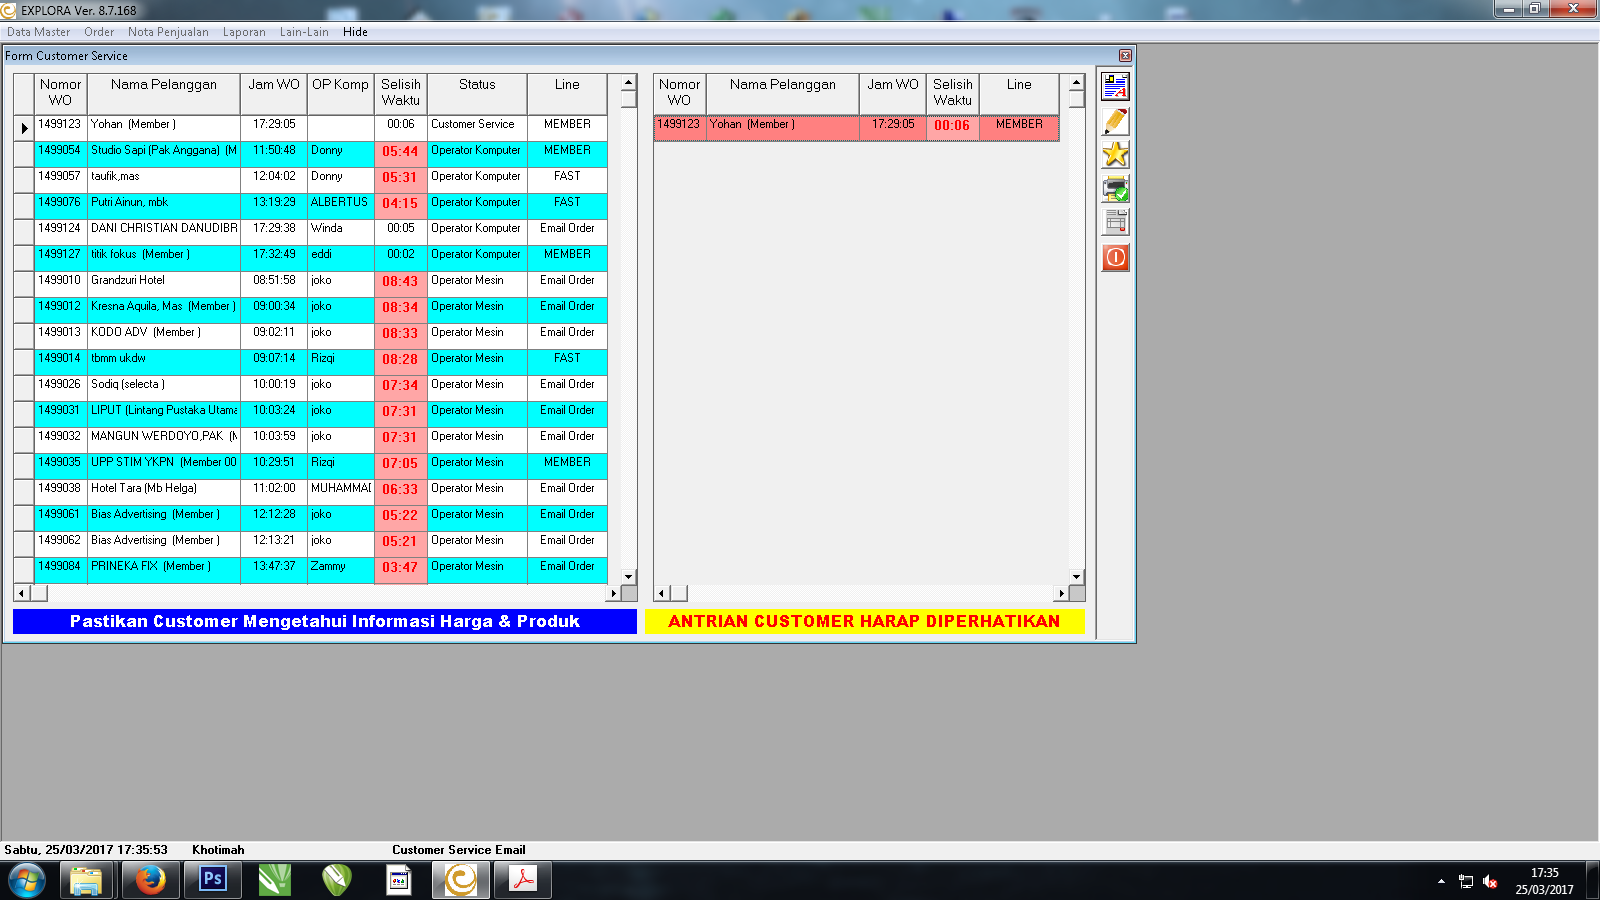 EXPLORA Ver. 8.7.168
Data Master Order Nota Penjualan Laporan Lain-Lain Hide
Form Customer Service
Nomor WO Nama Pelanggan Jam WO OP Komp Selisih Waktu Status Line
1499123 Yohan (Member ) 17:29:05 00:06 Customer Service MEMBER
1499054 Studio Sapi (Pak Anggana) (M 11:50:48 Donny 05:44 Operator Komputer MEMBER
1499057 taufik,mas 12:04:02 Donny 05:31 Operator Komputer FAST
1499076 Putri Ainun, mbk 13:19:29 ALBERTUS 04:15 Operator Komputer FAST
1499124 DANI CHRISTIAN DANUDIBR 17:29:38 Winda 00:05 Operator Komputer Email Order
1499127 titik fokus (Member ) 17:32:49 eddi 00:02 Operator Komputer MEMBER
1499010 Grandzuri Hotel 08:51:58 joko 08:43 Operator Mesin Email Order
1499012 Kresna Aquila, Mas (Member ) 09:00:34 joko 08:34 Operator Mesin Email Order
1499013 KODO ADV (Member ) 09:02:11 joko 08:33 Operator Mesin Email Order
1499014 tbmm ukdw 09:07:14 Rizqi 08:28 Operator Mesin FAST
1499026 Sodiq (selecta ) 10:00:19 joko 07:34 Operator Mesin Email Order
1499031 LIPUT (Lintang Pustaka Utama 10:03:24 joko 07:31 Operator Mesin Email Order
1499032 MANGUN WERDOYO,PAK (M 10:03:59 joko 07:31 Operator Mesin Email Order
1499035 UPP STIM YKPN (Member 00 10:29:51 Rizqi 07:05 Operator Mesin MEMBER
1499038 Hotel Tara (Mb Helga) 11:02:00 MUHAMMAD 06:33 Operator Mesin Email Order
1499061 Bias Advertising (Member ) 12:12:28 joko 05:22 Operator Mesin Email Order
1499062 Bias Advertising (Member ) 12:13:21 joko 05:21 Operator Mesin Email Order
1499084 PRINEKA FIX (Member ) 13:47:37 Zammy 03:47 Operator Mesin Email Order
Pastikan Customer Mengetahui Informasi Harga & Produk
Nomor WO Nama Pelanggan Jam WO Selisih Waktu Line
1499123 Yohan (Member ) 17:29:05 00:06 MEMBER
ANTRIAN CUSTOMER HARAP DIPERHATIKAN
Sabtu, 25/03/2017 17:35:53 Khotimah Customer Service Email
Ps
17:35
25/03/2017